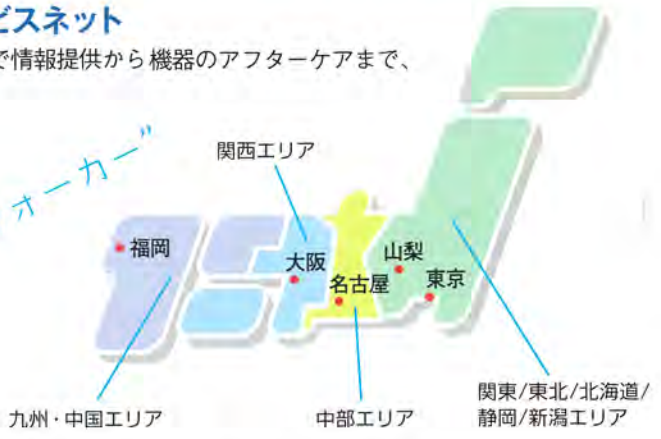 ビスネット
で情報提供から機器のアフターケアまで、
ォーカー"
関西エリア
福岡
大阪
名古屋
山梨
東京
九州・中国エリア
中部エリア
関東/東北/北海道/
静岡/新潟エリア